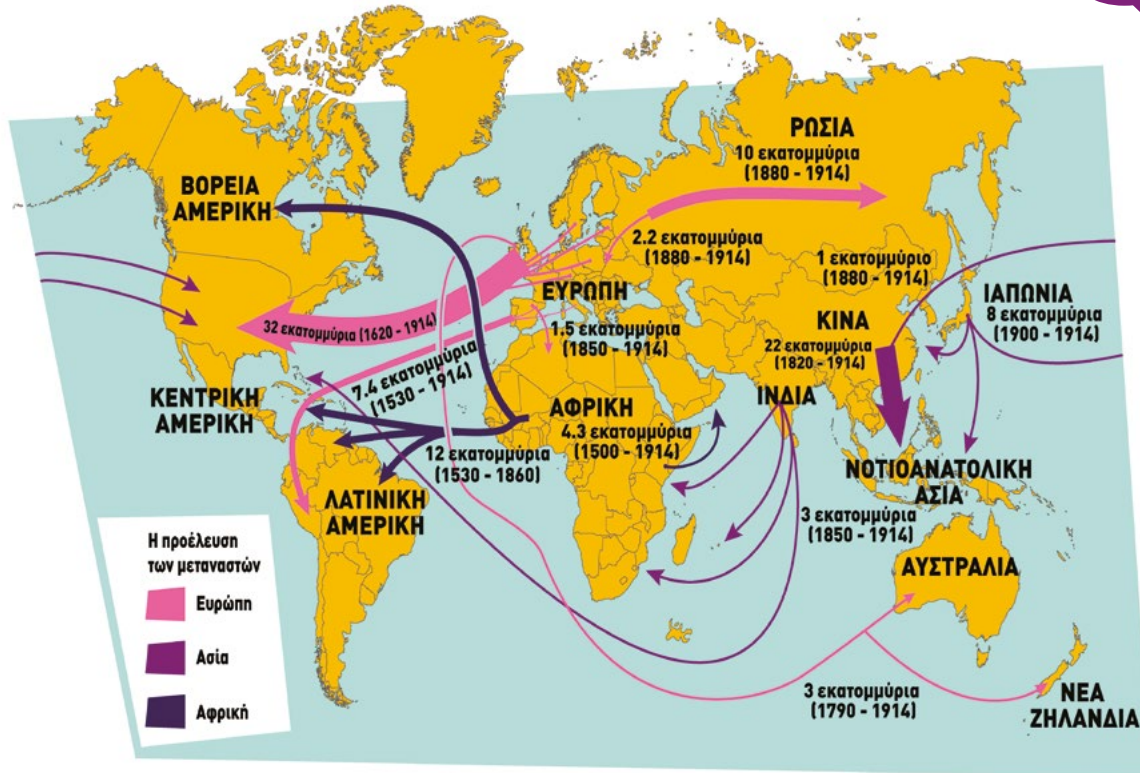 ΡΩΣΙΑ
10 εκατομμύρια
(1880 - 1914)
ΒΟΡΕΙΑ
ΑΜΕΡΙΚΗ
2.2 εκατομμύρια
(1880 - 1914)
1 εκατομμύριο
(1880 - 1914)
ΕΥΡΩΠΗ
ΙΑΠΩΝΙΑ
8 εκατομμύρια
(1900 - 1914)
32 εκατομμύρια (1620 - 1914)
1.5 εκατομμύρια
(1850 - 1914)
ΚΙΝΑ
22 εκατομμύρια
(1820 - 1914)
7.4 εκατομμύρια
(1530 - 1914)
ΚΕΝΤΡΙΚΗ
ΑΜΕΡΙΚΗ
ΙΝΔΙΑ
ΑΦΡΙΚΗ
4.3 εκατομμύρια
(1500 - 1914)
12 εκατομμύρια
(1530 - 1860)
ΝΟΤΙΟΑΝΑΤΟΛΙΚΗ
ΑΣΙΑ
ΛΑΤΙΝΙΚΗ
ΑΜΕΡΙΚΗ
3 εκατομμύρια
(1850 - 1914)
ΑΥΣΤΡΑΛΙΑ
Η προέλευση
των μεταναστών
Ευρώπη
Ασία
Αφρική
3 εκατομμύρια
(1790 - 1914)
ΝΕΑ
ΖΗΛΑΝΔΙΑ